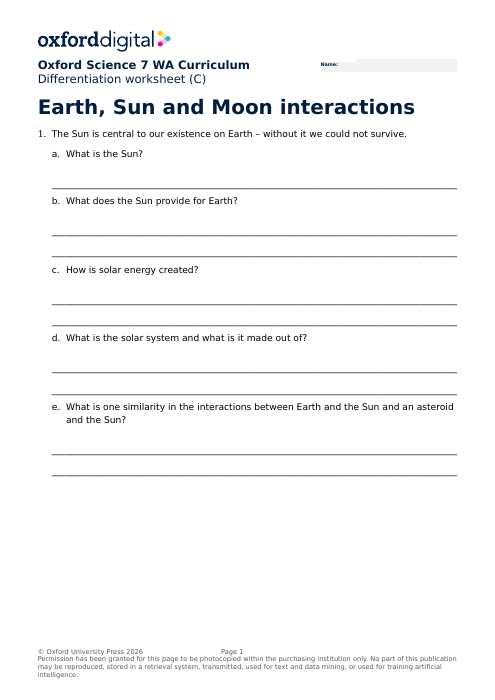 oxforddigital
Oxford Science 7 WA Curriculum
Name:
Differentiation worksheet (C)
Earth, Sun and Moon interactions
1. The Sun is central to our existence on Earth – without it we could not survive.
a. What is the Sun?
b. What does the Sun provide for Earth?
c. How is solar energy created?
d. What is the solar system and what is it made out of?
e. What is one similarity in the interactions between Earth and the Sun and an asteroid
and the Sun?
© Oxford University Press 2026 Page 1
Permission has been granted for this page to be photocopied within the purchasing institution only. No part of this publication
may be reproduced, stored in a retrieval system, transmitted, used for text and data mining, or used for training artificial
intelligence.